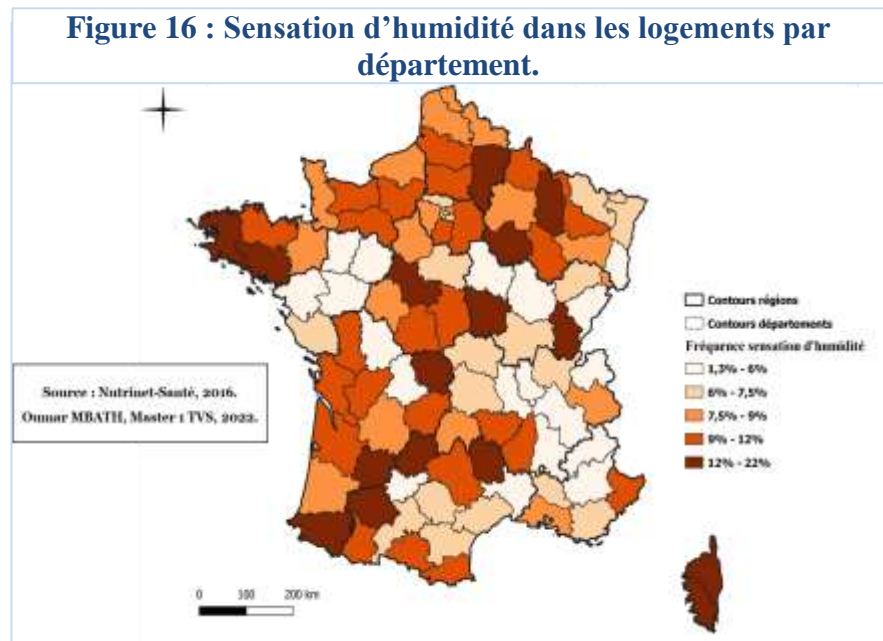 Figure 16 : Sensation d'humidité dans les logements par
département.
Contours régions
Contours départements
Fréquence sensation d'humidité
1,3% - 6%
6% - 7,5%
7,5% - 9%
9% - 12%
12% - 22%
Source : Nutrinet-Santé, 2016.
Oumar MBATH, Master 1 TVS, 2022.
0 100 200 km